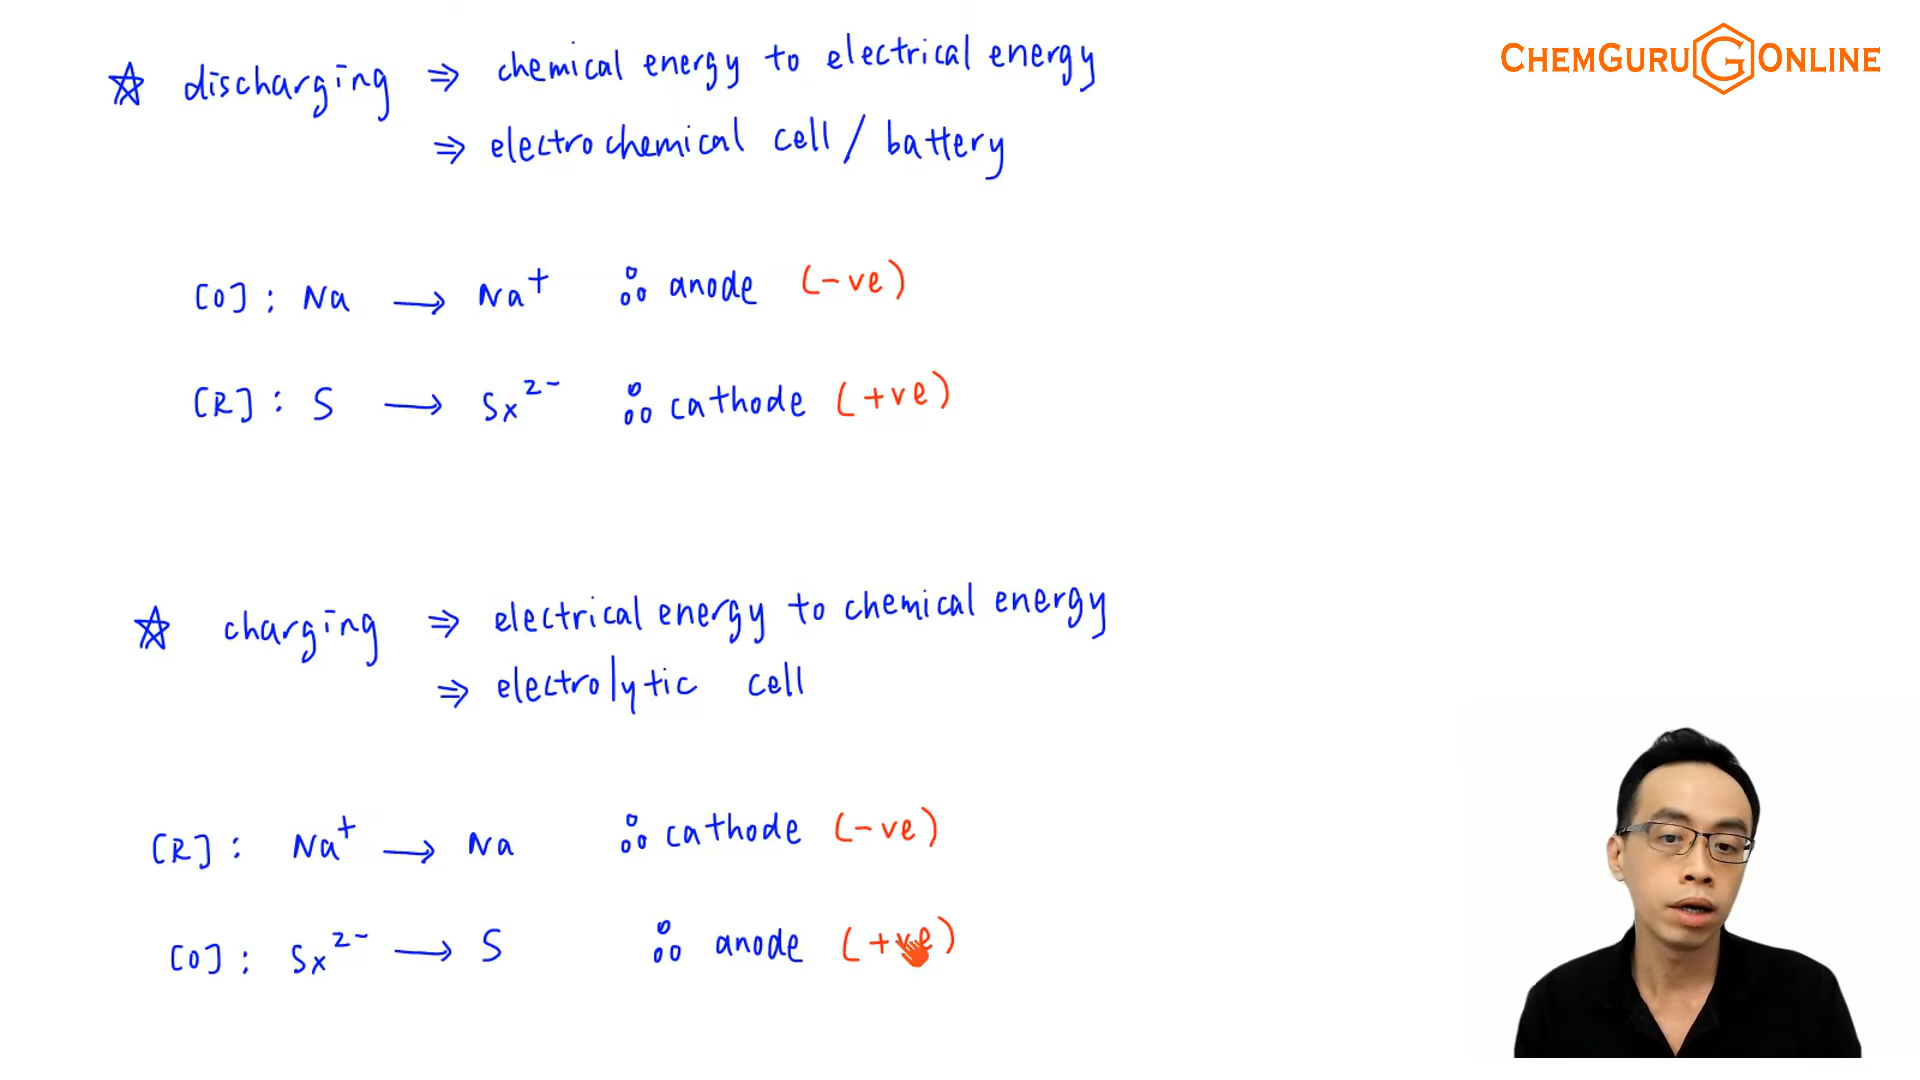 CHEMGURU G ONLINE
☆ discharging ⇒ chemical energy to electrical energy
⇒ electrochemical cell / battery
[O] : Na ⟶ Na⁺ ∴ anode (-ve)
[R] : S ⟶ Sx²⁻ ∴ cathode (+ve)
☆ charging ⇒ electrical energy to chemical energy
⇒ electrolytic cell
[R] : Na⁺ ⟶ Na ∴ cathode (-ve)
[O] : Sx²⁻ ⟶ S ∴ anode (+ve)